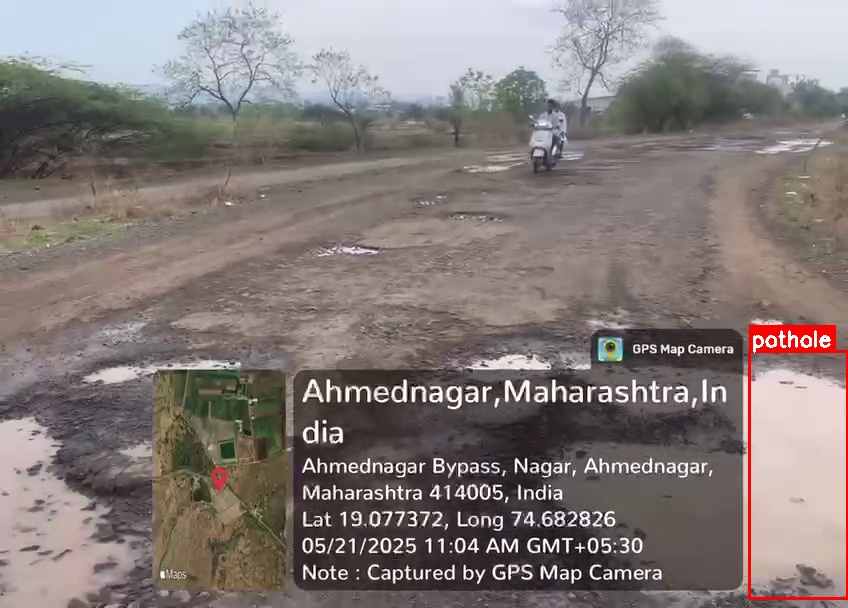 pothole
GPS Map Camera
Ahmednagar,Maharashtra,In
dia
Ahmednagar Bypass, Nagar, Ahmednagar,
Maharashtra 414005, India
Lat 19.077372, Long 74.682826
05/21/2025 11:04 AM GMT+05:30
Note : Captured by GPS Map Camera
Maps